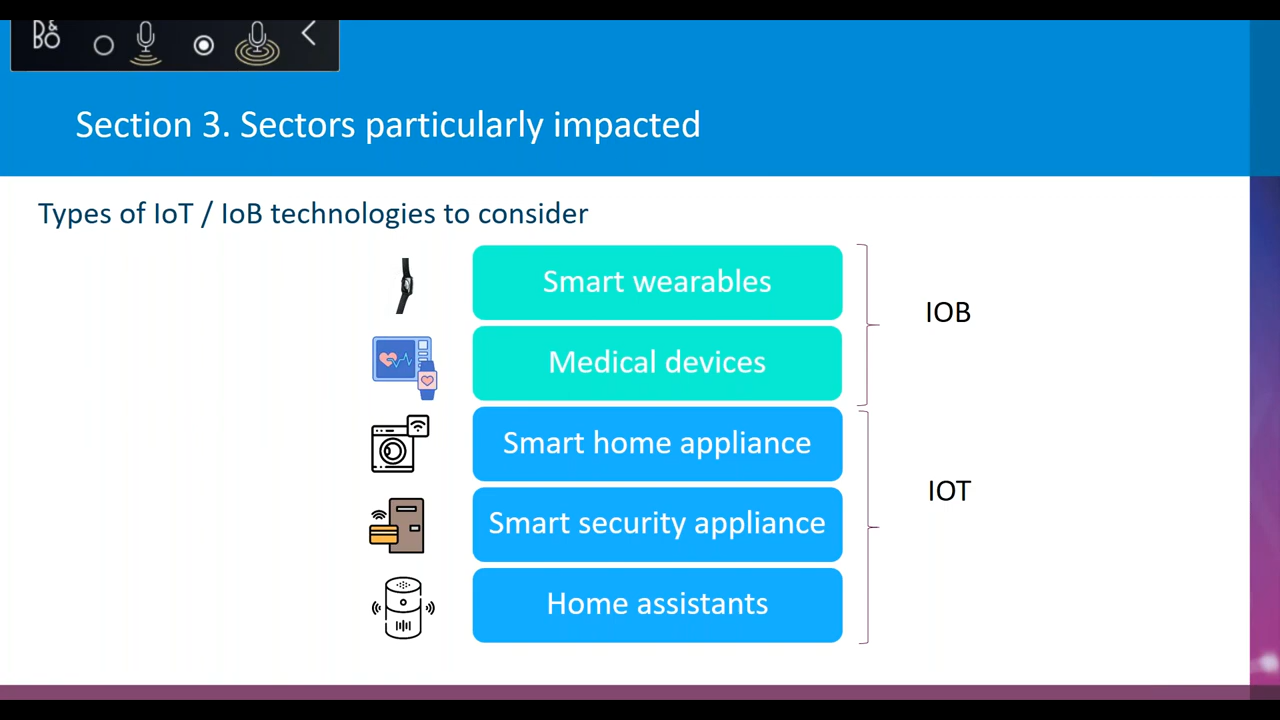 B&
BO
Section 3. Sectors particularly impacted
Types of IoT / IoB technologies to consider
Smart wearables
Medical devices
IOB
Smart home appliance
Smart security appliance
Home assistants
IOT